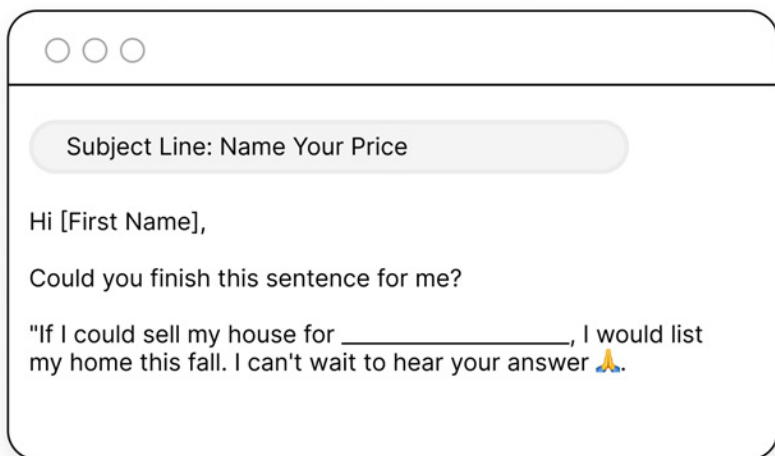 Subject Line: Name Your Price
Hi [First Name],
Could you finish this sentence for me?
"If I could sell my house for _________________, I would list
my home this fall. I can't wait to hear your answer 🙏.